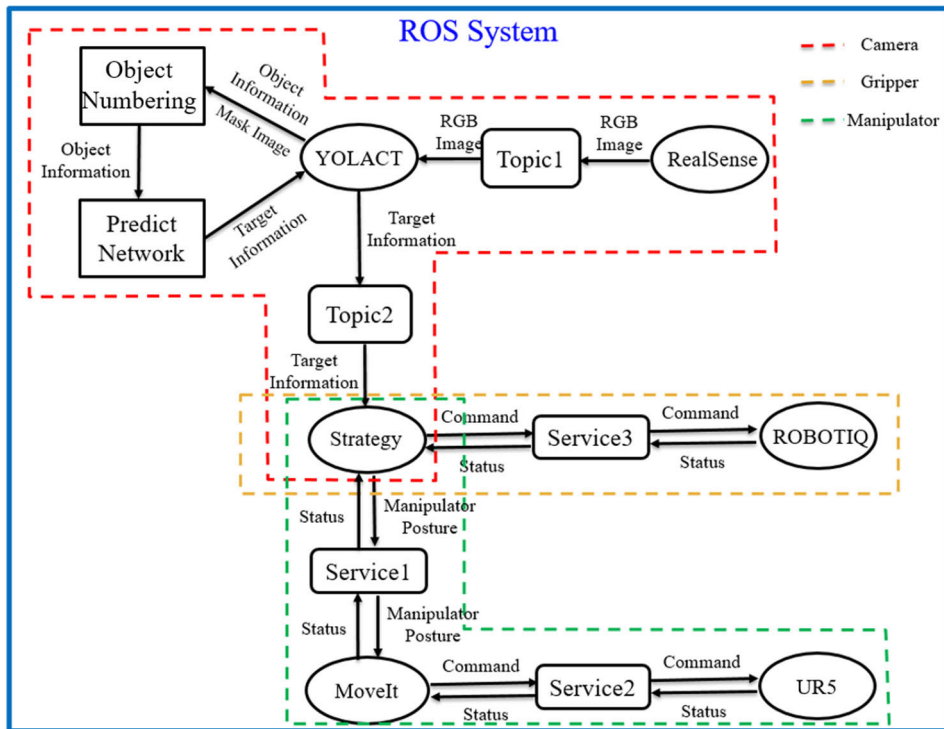 ROS System
Camera
Gripper
Manipulator
Object
Numbering
Object
Information
Mask Image
Object
Information
YOLACT
RGB
Image
Topic1
RGB
Image
RealSense
Predict
Network
Target
Information
Target
Information
Topic2
Target
Information
Strategy
Command
Status
Service3
Command
Status
ROBOTIQ
Status
Manipulator
Posture
Service1
Status
Manipulator
Posture
MoveIt
Command
Status
Service2
Command
Status
UR5